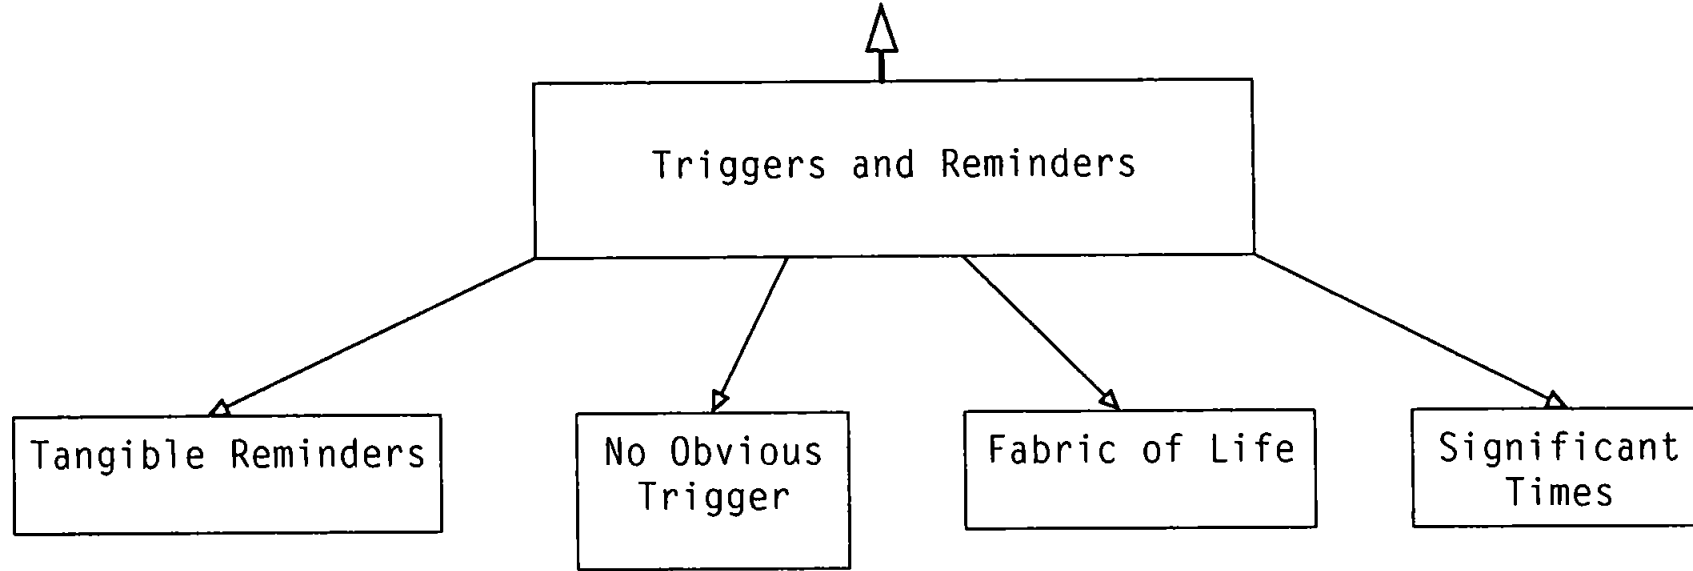 Triggers and Reminders
Tangible Reminders
No Obvious
Trigger
Fabric of Life
Significant
Times